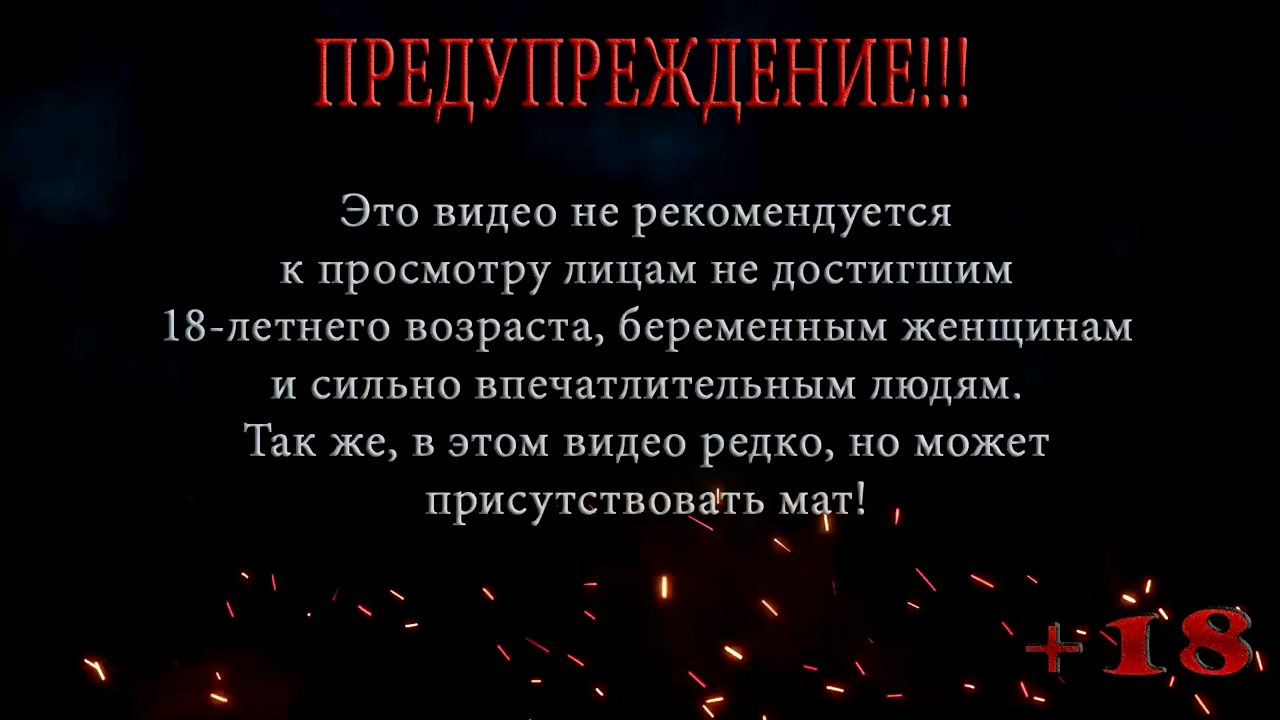 ПРЕДУПРЕЖДЕНИЕ!!!
Это видео не рекомендуется
к просмотру лицам не достигшим
18-летнего возраста, беременным женщинам
и сильно впечатлительным людям.
Так же, в этом видео редко, но может
присутствовать мат!
+18